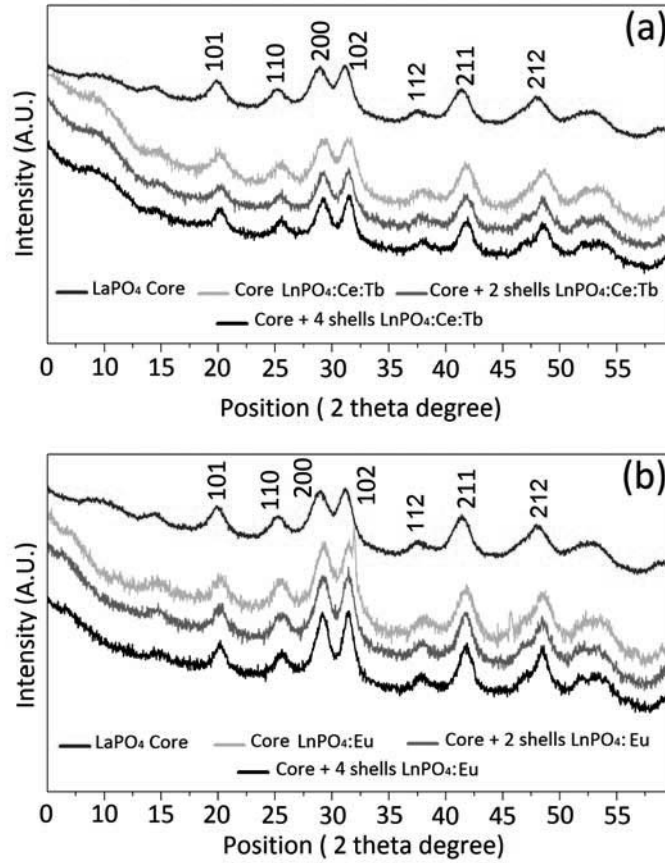 (a)
101
110
200
102
112
211
212
Intensity (A.U.)
LaPO₄ Core
Core LnPO₄:Ce:Tb
Core + 2 shells LnPO₄:Ce:Tb
Core + 4 shells LnPO₄:Ce:Tb
0 10 15 20 25 30 35 40 45 50 55
Position ( 2 theta degree)
(b)
101
110
200
102
112
211
212
Intensity (A.U.)
LaPO₄ Core
Core LnPO₄:Eu
Core + 2 shells LnPO₄:Eu
Core + 4 shells LnPO₄:Eu
0 10 15 20 25 30 35 40 45 50 55
Position ( 2 theta degree)